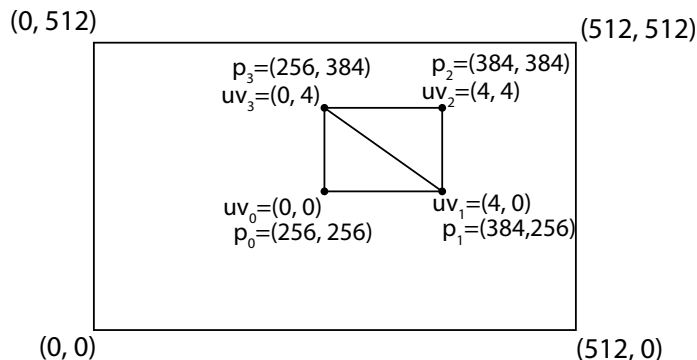 (0, 512)
(512, 512)
p₃=(256, 384)
p₂=(384, 384)
uv₃=(0, 4)
uv₂=(4, 4)
uv₀=(0, 0)
uv₁=(4, 0)
p₀=(256, 256)
p₁=(384,256)
(0, 0)
(512, 0)